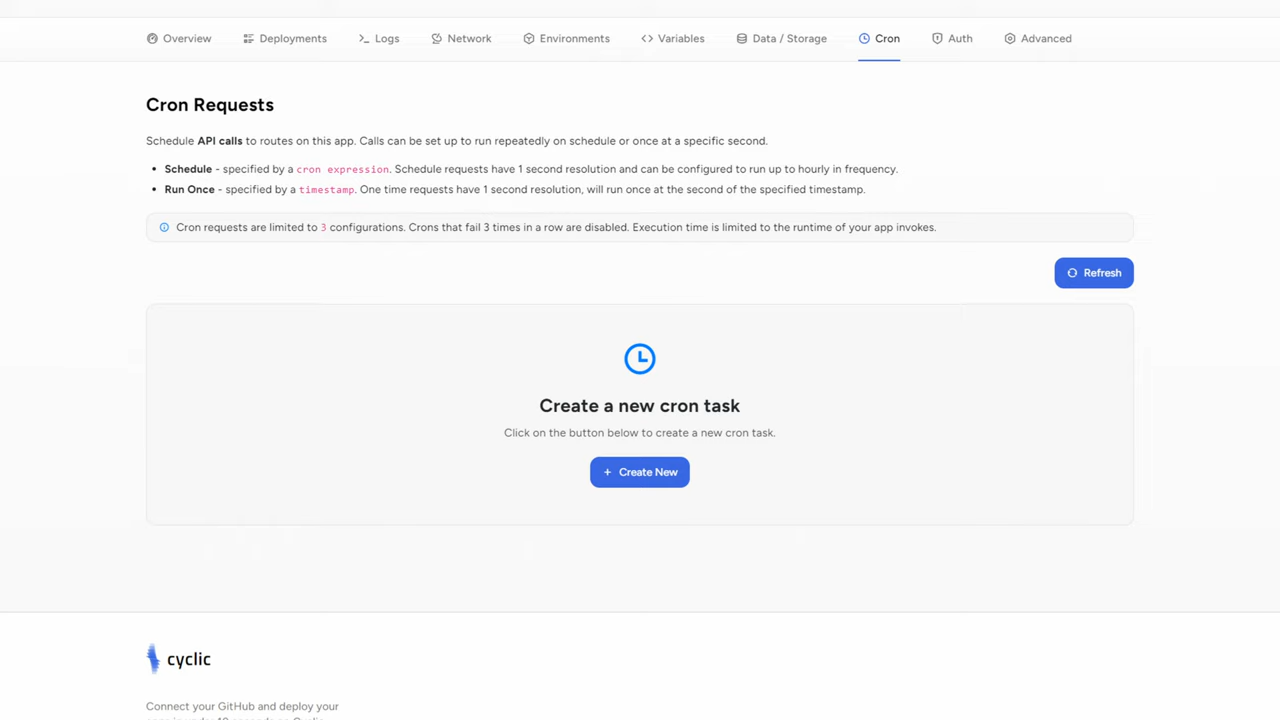 Overview Deployments Logs Network Environments Variables Data / Storage Cron Auth Advanced
Cron Requests
Schedule API calls to routes on this app. Calls can be set up to run repeatedly on schedule or once at a specific second.
• Schedule - specified by a cron expression. Schedule requests have 1 second resolution and can be configured to run up to hourly in frequency.
• Run Once - specified by a timestamp. One time requests have 1 second resolution, will run once at the second of the specified timestamp.
Cron requests are limited to 3 configurations. Crons that fail 3 times in a row are disabled. Execution time is limited to the runtime of your app invokes.
Refresh
Create a new cron task
Click on the button below to create a new cron task.
+ Create New
cyclic
Connect your GitHub and deploy your